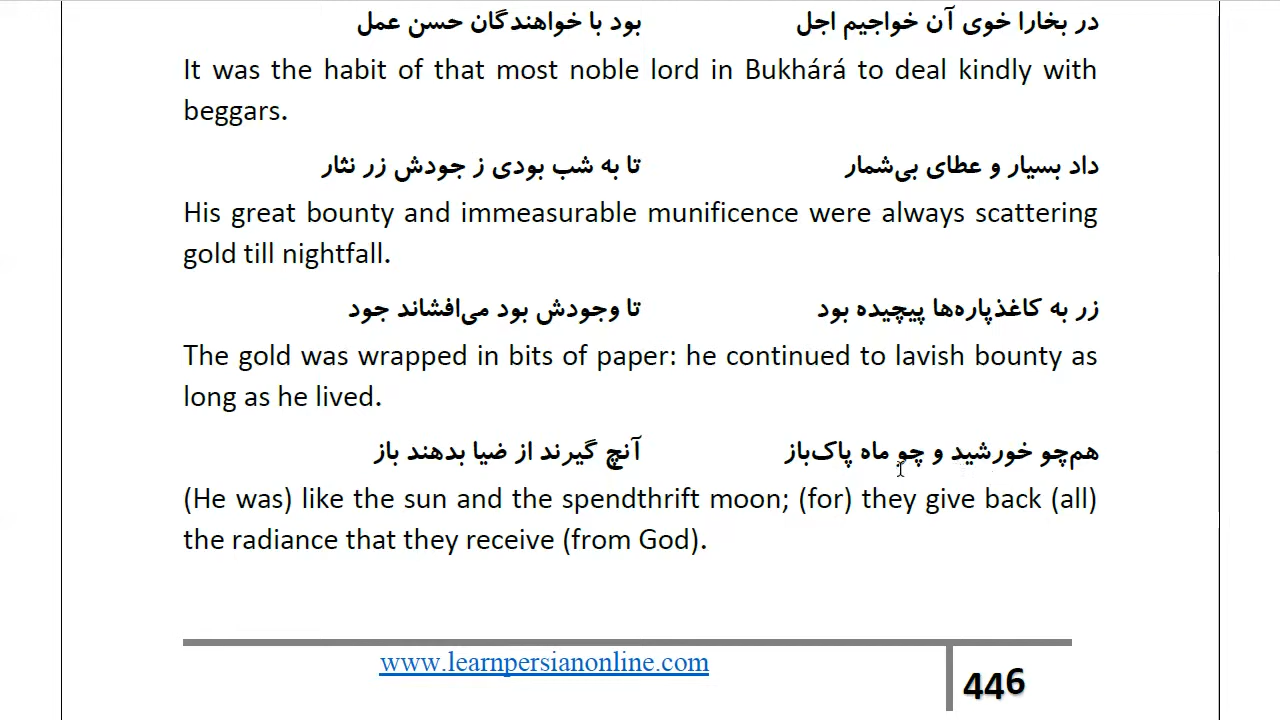 در بخارا خوی آن خواجیم اجل بود با خواهندگان حسن عمل
It was the habit of that most noble lord in Bukhárá to deal kindly with
beggars.
داد بسیار و عطای بی‌شمار تا به شب بودی ز جودش زر نثار
His great bounty and immeasurable munificence were always scattering
gold till nightfall.
زر به کاغذپاره‌ها پیچیده بود تا وجودش بود می‌افشاند جود
The gold was wrapped in bits of paper: he continued to lavish bounty as
long as he lived.
هم‌چو خورشید و چو ماه پاک‌باز آنچ گیرند از ضیا بدهند باز
(He was) like the sun and the spendthrift moon; (for) they give back (all)
the radiance that they receive (from God).
www.learnpersianonline.com
446